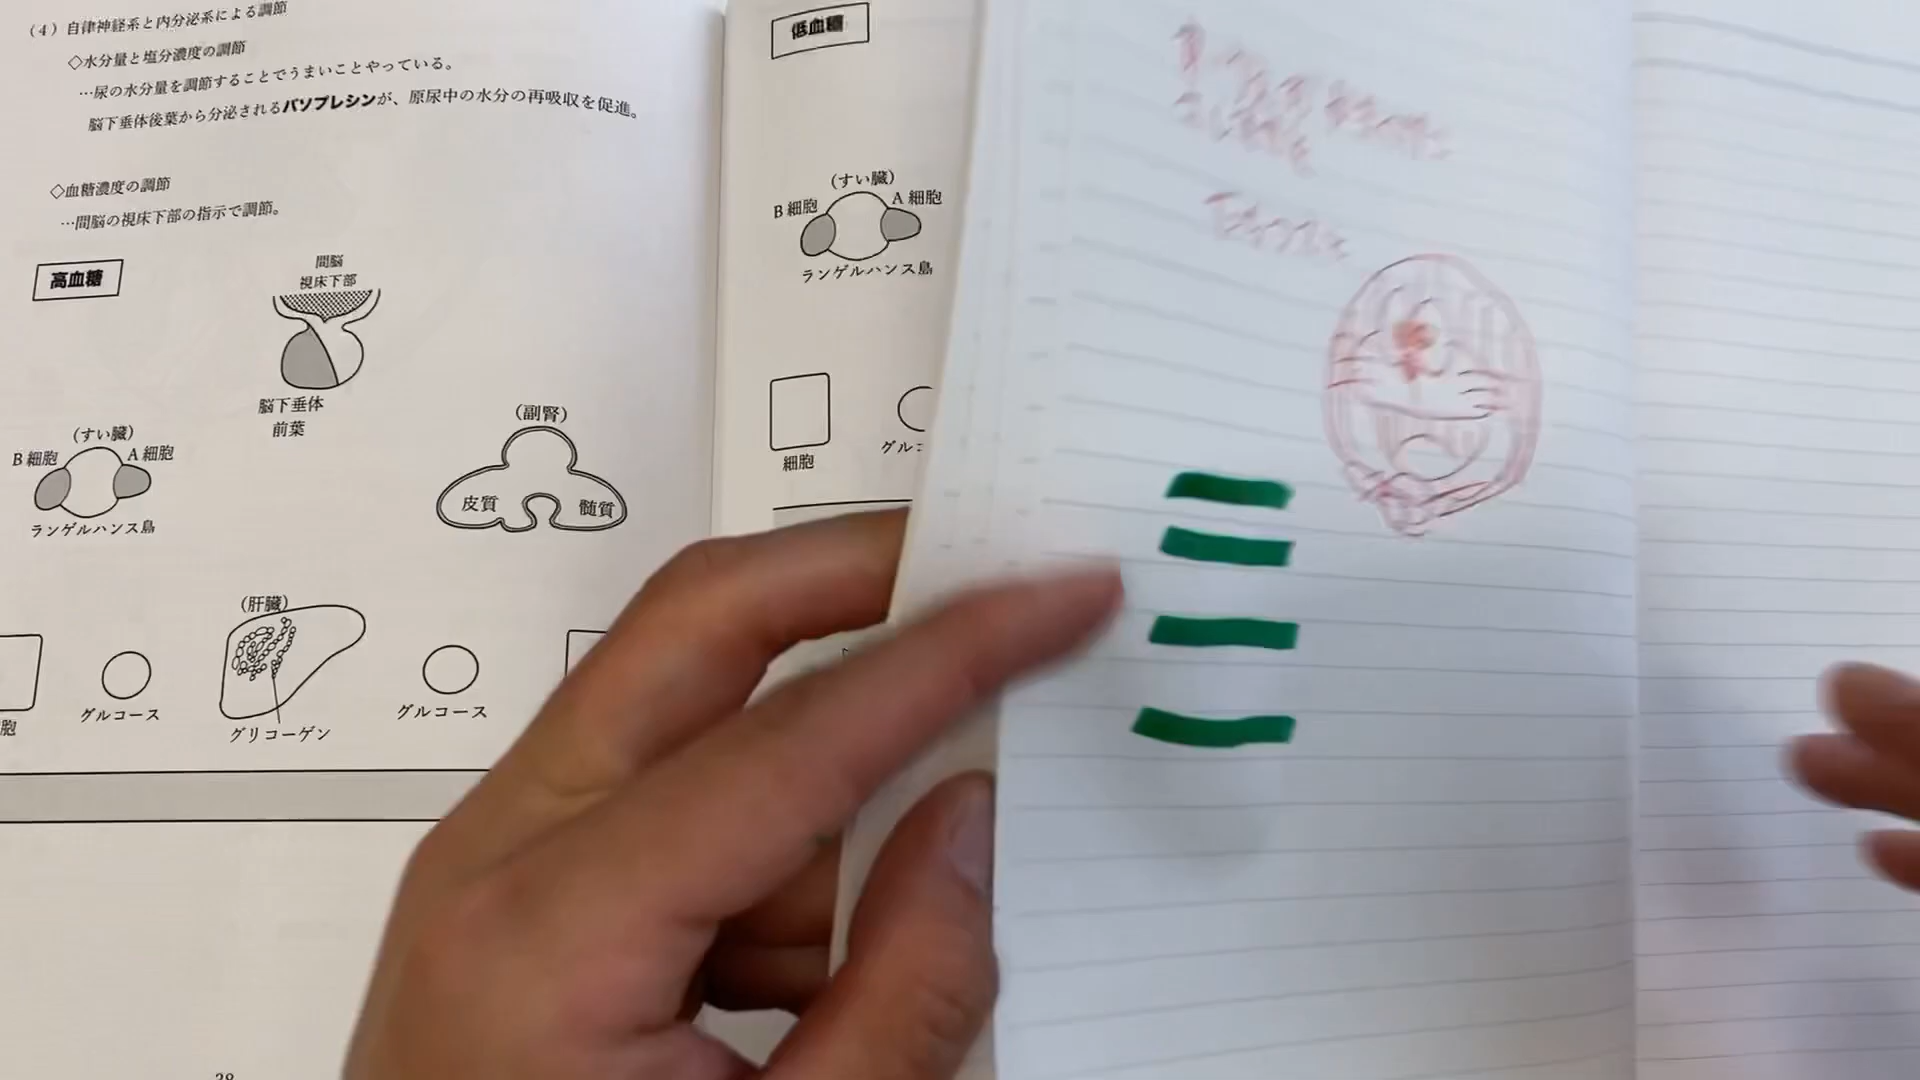 (4) 自律神経系と内分泌系による調節
◇水分量と塩分濃度の調節
…尿の水分量を調節することでうまいことやっている。
脳下垂体後葉から分泌されるバソプレシンが、原尿中の水分の再吸収を促進。
◇血糖濃度の調節
…間脳の視床下部の指示で調節。
高血糖
間脳
視床下部
脳下垂体
前葉
(すい臓)
B 細胞
A 細胞
ランゲルハンス島
(副腎)
皮質
髄質
(肝臓)
胞
グルコース
グリコーゲン
グルコース
低血糖
(すい臓)
B 細胞
A 細胞
ランゲルハンス島
細胞
グルコ